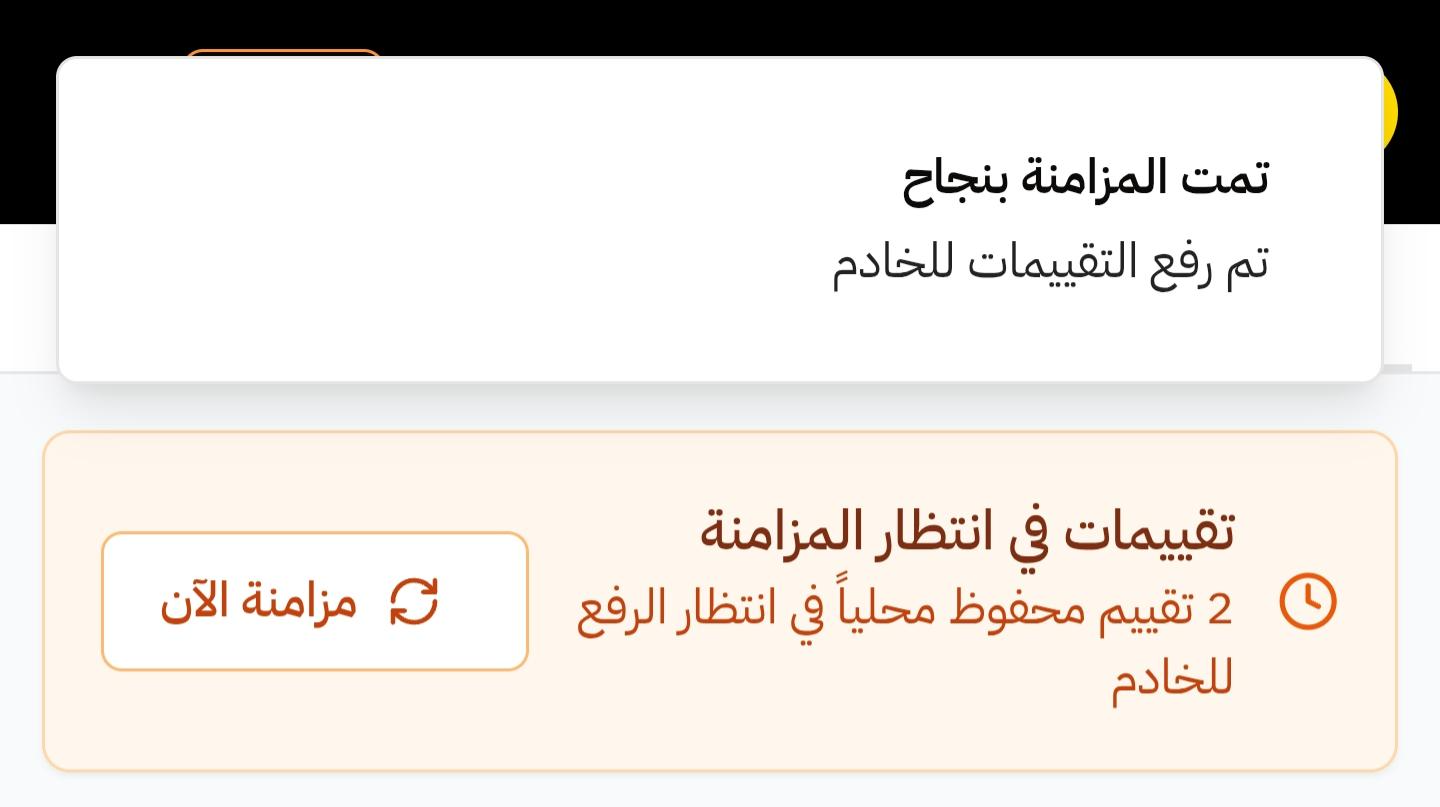 تمت المزامنة بنجاح
تم رفع التقييمات للخادم
تقييمات في انتظار المزامنة
2 تقييم محفوظ محلياً في انتظار الرفع
للخادم
مزامنة الآن